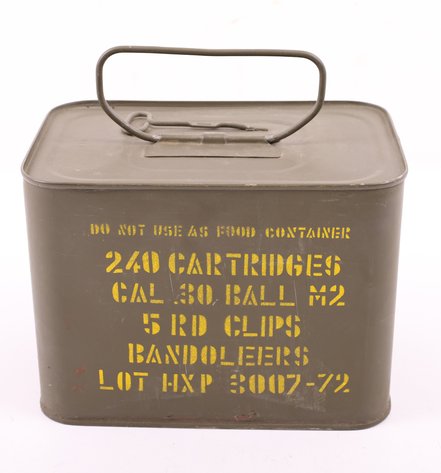 DO NOT USE AS FOOD CONTAINER
240 CARTRIDGES
CAL .30 BALL M2
5 RD CLIPS
BANDOLEERS
LOT HXP 3007-72